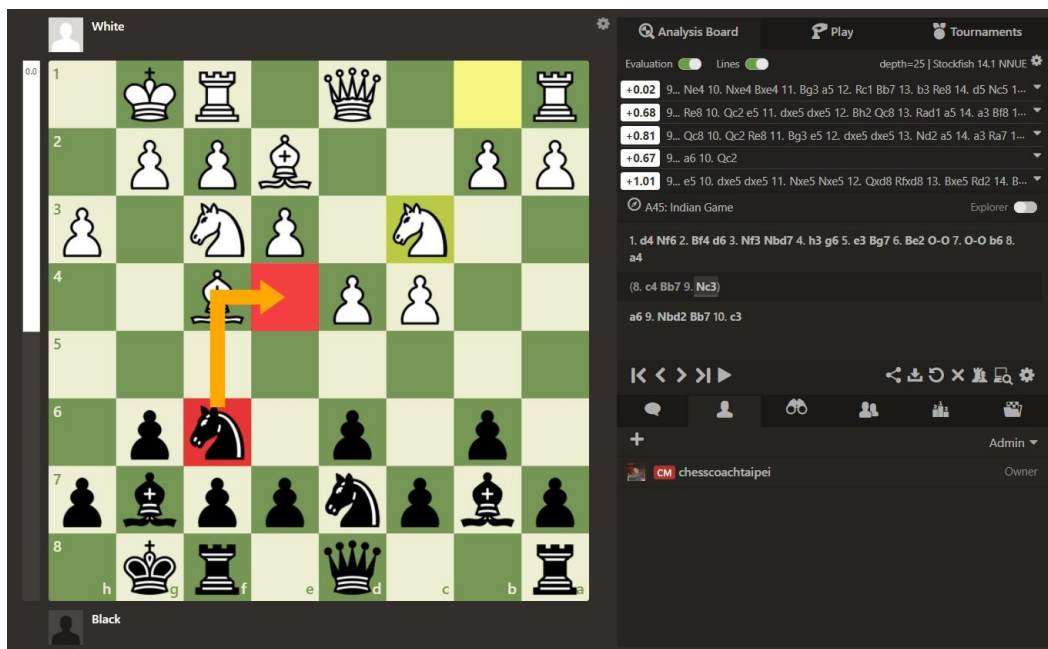 White
0.0
1
2
3
4
5
6
7
8
h
g
f
e
d
c
b
a
Black
Analysis Board
Play
Tournaments
Evaluation
Lines
depth=25 | Stockfish 14.1 NNUE
+0.02 9... Ne4 10. Nxe4 Bxe4 11. Bg3 a5 12. Rc1 Bb7 13. b3 Re8 14. d5 Nc5 1...
+0.68 9... Re8 10. Qc2 e5 11. dxe5 dxe5 12. Bh2 Qc8 13. Rad1 a5 14. a3 Bf8 1...
+0.81 9... Qc8 10. Qc2 Re8 11. Bg3 e5 12. dxe5 dxe5 13. Nd2 a5 14. a3 Ra7 1...
+0.67 9... a6 10. Qc2
+1.01 9... e5 10. dxe5 dxe5 11. Nxe5 Nxe5 12. Qxd8 Rfxd8 13. Bxe5 Rd2 14. B...
A45: Indian Game
Explorer
1. d4 Nf6 2. Bf4 d6 3. Nf3 Nbd7 4. h3 g6 5. e3 Bg7 6. Be2 O-O 7. O-O b6 8.
a4
(8. c4 Bb7 9. Nc3)
a6 9. Nbd2 Bb7 10. c3
Admin
CM chesscoachtaipei
Owner